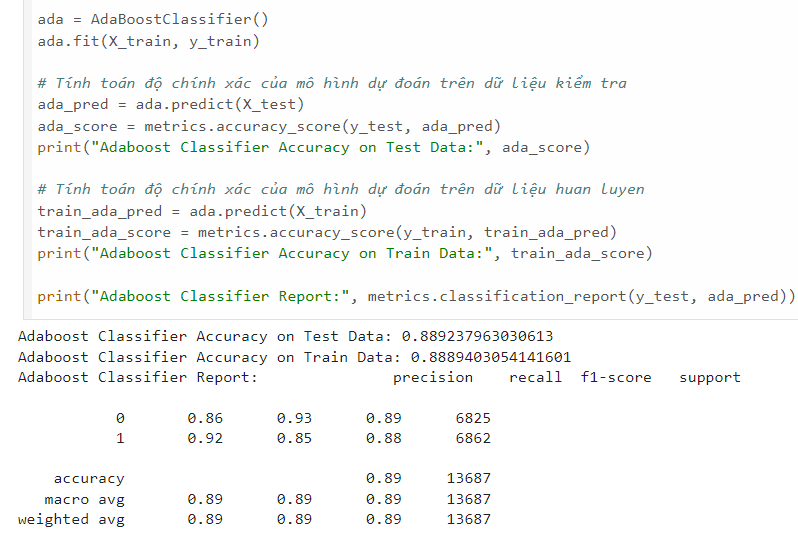 ada = AdaBoostClassifier()
ada.fit(X_train, y_train)
# Tính toán độ chính xác của mô hình dự đoán trên dữ liệu kiểm tra
ada_pred = ada.predict(X_test)
ada_score = metrics.accuracy_score(y_test, ada_pred)
print("Adaboost Classifier Accuracy on Test Data:", ada_score)
# Tính toán độ chính xác của mô hình dự đoán trên dữ liệu huan luyen
train_ada_pred = ada.predict(X_train)
train_ada_score = metrics.accuracy_score(y_train, train_ada_pred)
print("Adaboost Classifier Accuracy on Train Data:", train_ada_score)
print("Adaboost Classifier Report:", metrics.classification_report(y_test, ada_pred))
Adaboost Classifier Accuracy on Test Data: 0.889237963030613
Adaboost Classifier Accuracy on Train Data: 0.8889403054141601
Adaboost Classifier Report: precision recall f1-score support
0 0.86 0.93 0.89 6825
1 0.92 0.85 0.88 6862
accuracy 0.89 13687
macro avg 0.89 0.89 0.89 13687
weighted avg 0.89 0.89 0.89 13687